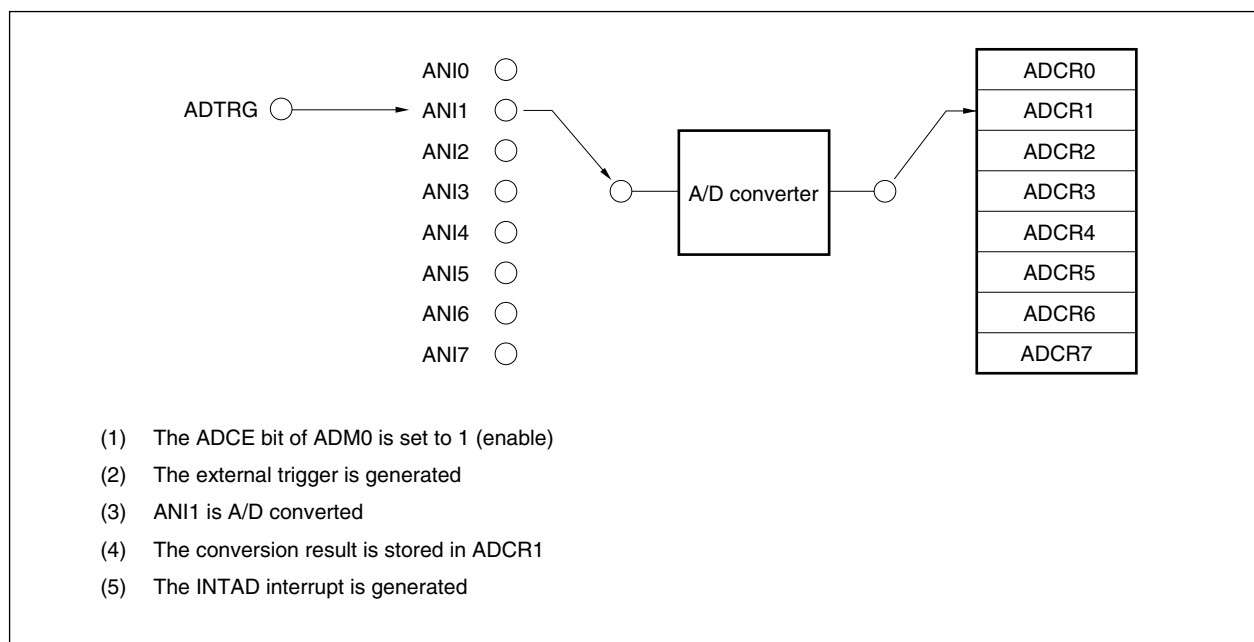 ANI0
ADTRG
ANI1
ANI2
ANI3
ANI4
ANI5
ANI6
ANI7
A/D converter
ADCR0
ADCR1
ADCR2
ADCR3
ADCR4
ADCR5
ADCR6
ADCR7
(1) The ADCE bit of ADM0 is set to 1 (enable)
(2) The external trigger is generated
(3) ANI1 is A/D converted
(4) The conversion result is stored in ADCR1
(5) The INTAD interrupt is generated